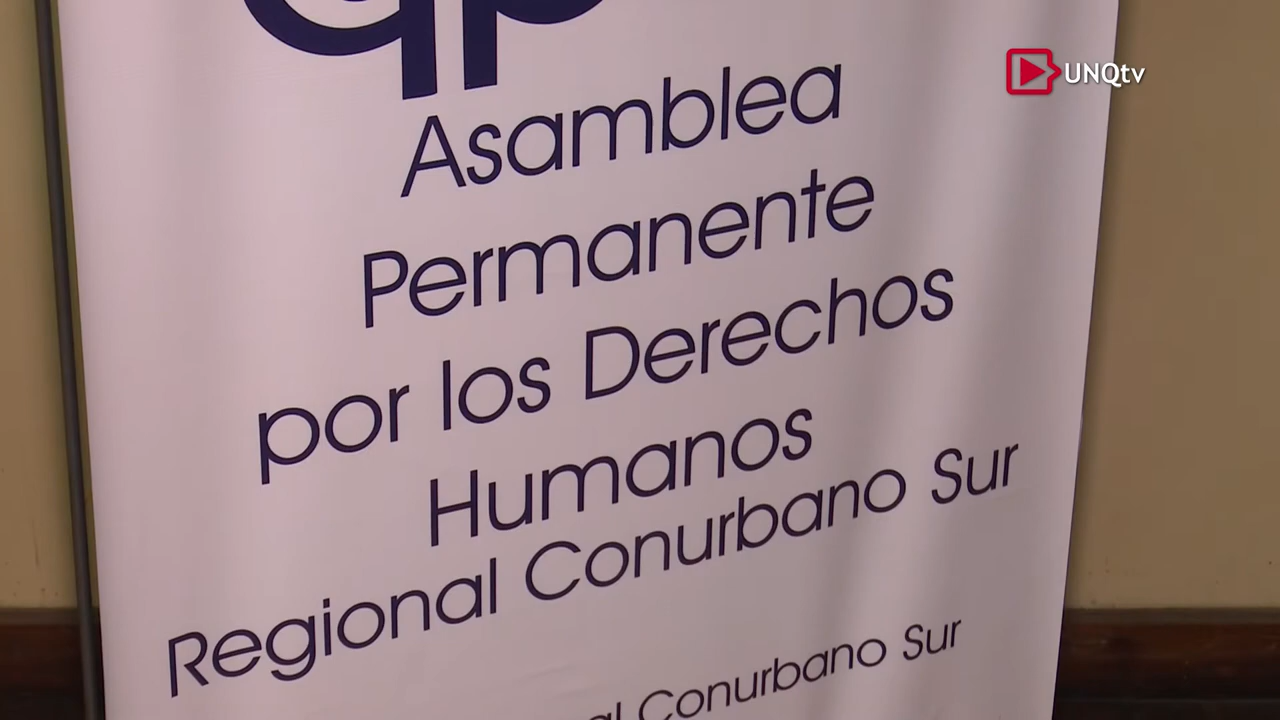 UNQtv
Asamblea
Permanente
por los Derechos
Humanos
Regional Conurbano Sur
Conurbano Sur